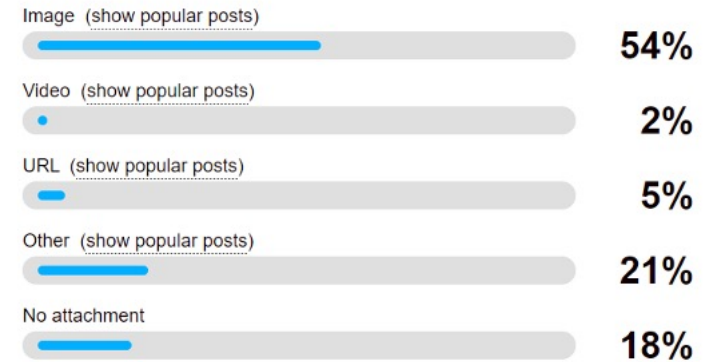 Image (show popular posts)
54%
Video (show popular posts)
2%
URL (show popular posts)
5%
Other (show popular posts)
21%
No attachment
18%